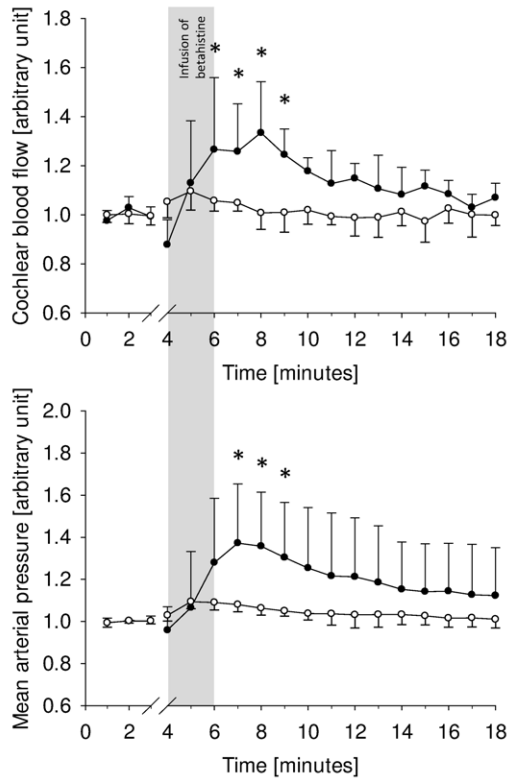 Cochlear blood flow [arbitrary unit]
1.8
1.6
1.4
1.2
1.0
0.8
0.6
Infusion of
betahistine
* * * *
0 2 4 6 8 10 12 14 16 18
Time [minutes]
Mean arterial pressure [arbitrary unit]
2.0
1.8
1.6
1.4
1.2
1.0
0.8
0.6
* * *
0 2 4 6 8 10 12 14 16 18
Time [minutes]